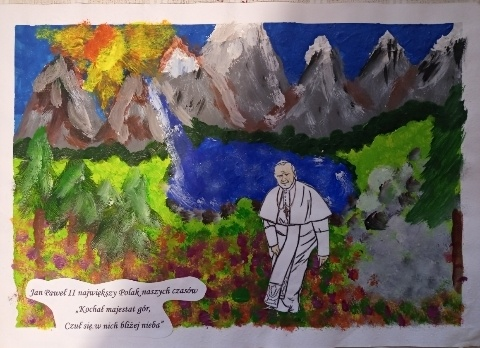 Jan Paweł II największy Polak naszych czasów
„Kochał majestat gór,
Czuł się w nich bliżej nieba"